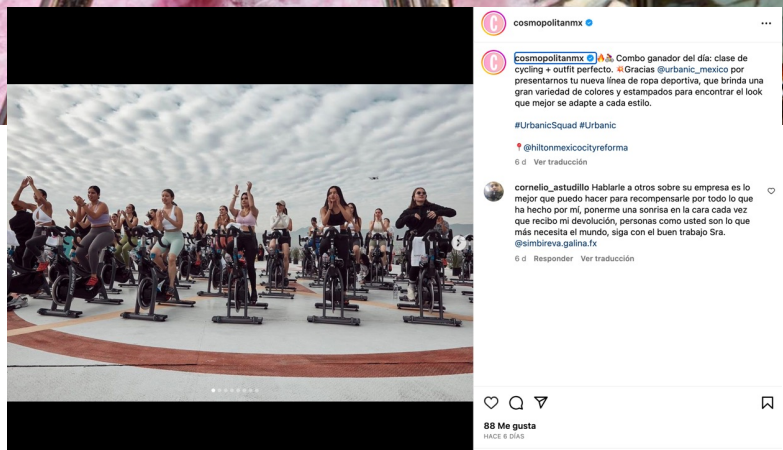 cosmopolitanmx
cosmopolitanmx 🔥🚴 Combo ganador del día: clase de
cycling + outfit perfecto. 💥Gracias @urbanic_mexico por
presentarnos tu nueva línea de ropa deportiva, que brinda una
gran variedad de colores y estampados para encontrar el look
que mejor se adapte a cada estilo.
#UrbanicSquad #Urbanic
📍@hiltonmexicocityreforma
6 d Ver traducción
cornelio_astudillo Hablarle a otros sobre su empresa es lo
mejor que puedo hacer para recompensarle por todo lo que
ha hecho por mí, ponerme una sonrisa en la cara cada vez
que recibo mi devolución, personas como usted son lo que
más necesita el mundo, siga con el buen trabajo Sra.
@simbireva.galina.fx
6 d Responder Ver traducción
88 Me gusta
HACE 6 DÍAS